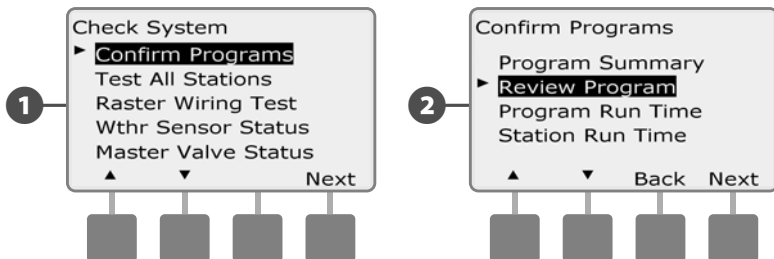 1
Check System
Confirm Programs
Test All Stations
Raster Wiring Test
Wthr Sensor Status
Master Valve Status
Next
2
Confirm Programs
Program Summary
Review Program
Program Run Time
Station Run Time
Back Next